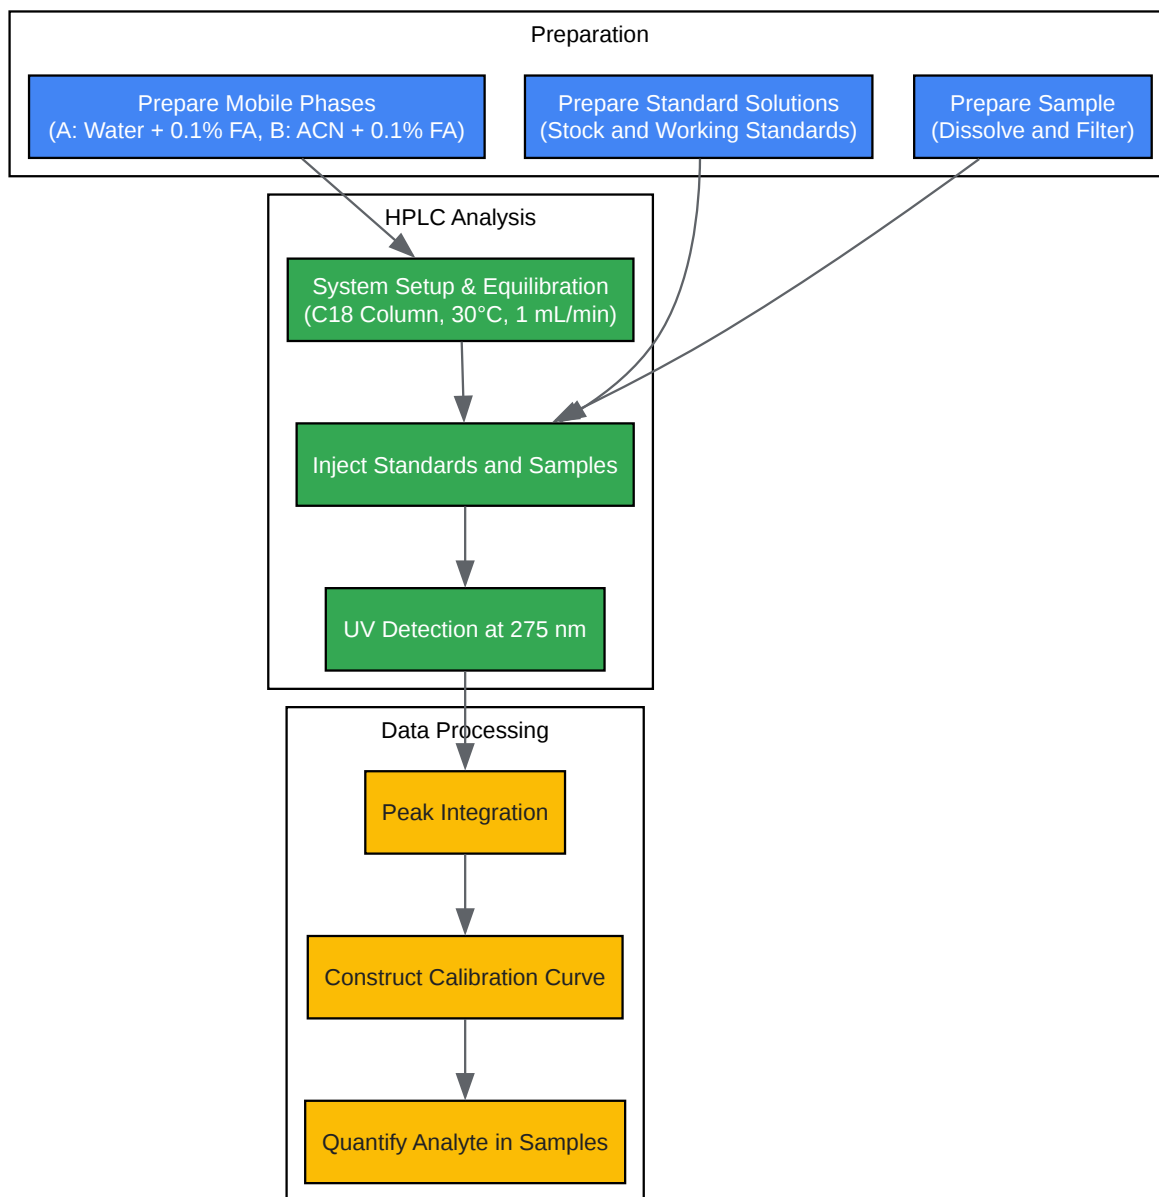 Preparation
Prepare Mobile Phases
(A: Water + 0.1% FA, B: ACN + 0.1% FA)
Prepare Standard Solutions
(Stock and Working Standards)
Prepare Sample
(Dissolve and Filter)
HPLC Analysis
System Setup & Equilibration
(C18 Column, 30°C, 1 mL/min)
Inject Standards and Samples
UV Detection at 275 nm
Data Processing
Peak Integration
Construct Calibration Curve
Quantify Analyte in Samples